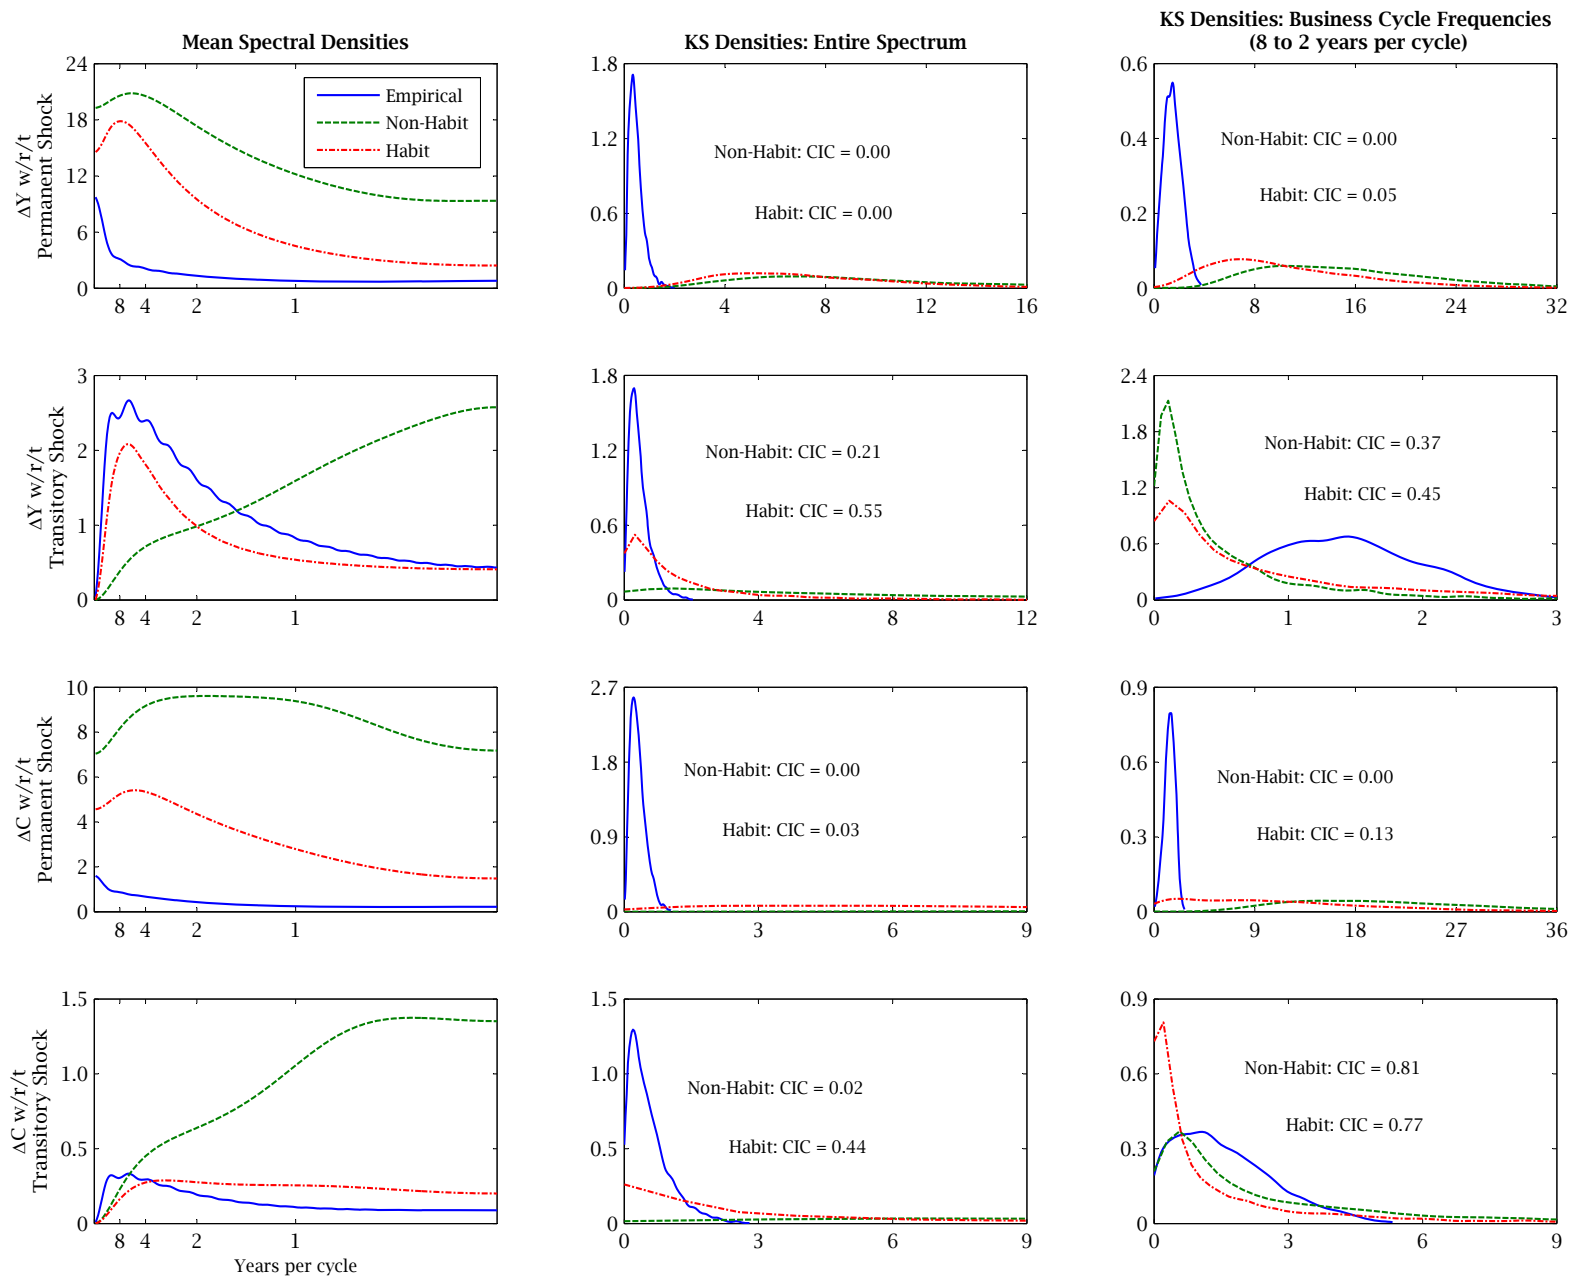 Mean Spectral Densities
KS Densities: Entire Spectrum
KS Densities: Business Cycle Frequencies
(8 to 2 years per cycle)
ΔY w/r/t
Permanent Shock
24
18
12
6
0
8 4 2 1
Empirical
Non-Habit
Habit
1.8
1.2
0.6
0
0 4 8 12 16
Non-Habit: CIC = 0.00
Habit: CIC = 0.00
0.6
0.4
0.2
0
0 8 16 24 32
Non-Habit: CIC = 0.00
Habit: CIC = 0.05
ΔY w/r/t
Transitory Shock
3
2
1
0
8 4 2 1
1.8
1.2
0.6
0
0 4 8 12
Non-Habit: CIC = 0.21
Habit: CIC = 0.55
2.4
1.8
1.2
0.6
0
0 1 2 3
Non-Habit: CIC = 0.37
Habit: CIC = 0.45
ΔC w/r/t
Permanent Shock
10
8
6
4
2
0
8 4 2 1
2.7
1.8
0.9
0
0 3 6 9
Non-Habit: CIC = 0.00
Habit: CIC = 0.03
0.9
0.6
0.3
0
0 9 18 27 36
Non-Habit: CIC = 0.00
Habit: CIC = 0.13
ΔC w/r/t
Transitory Shock
1.5
1.0
0.5
0
8 4 2 1
Years per cycle
1.5
1.0
0.5
0
0 3 6 9
Non-Habit: CIC = 0.02
Habit: CIC = 0.44
0.9
0.6
0.3
0
0 3 6 9
Non-Habit: CIC = 0.81
Habit: CIC = 0.77